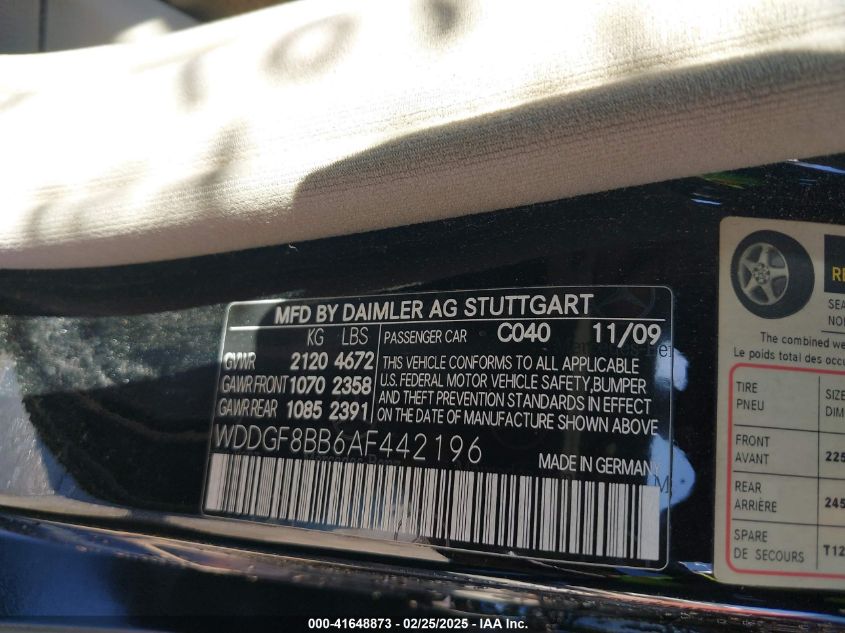 MFD BY DAIMLER AG STUTTGART
KG LBS PASSENGER CAR C040 11/09
GVWR 2120 4672
GAWR FRONT 1070 2358
GAWR REAR 1085 2391
THIS VEHICLE CONFORMS TO ALL APPLICABLE
U.S. FEDERAL MOTOR VEHICLE SAFETY, BUMPER
AND THEFT PREVENTION STANDARDS IN EFFECT
ON THE DATE OF MANUFACTURE SHOWN ABOVE
WDDGF8BB6AF442196
MADE IN GERMANY
The combined
Le poids total des
TIRE
PNEU
FRONT
AVANT
225
REAR
ARRIÈRE
245
SPARE
DE SECOURS
000-41648873 - 02/25/2025 - IAA Inc.